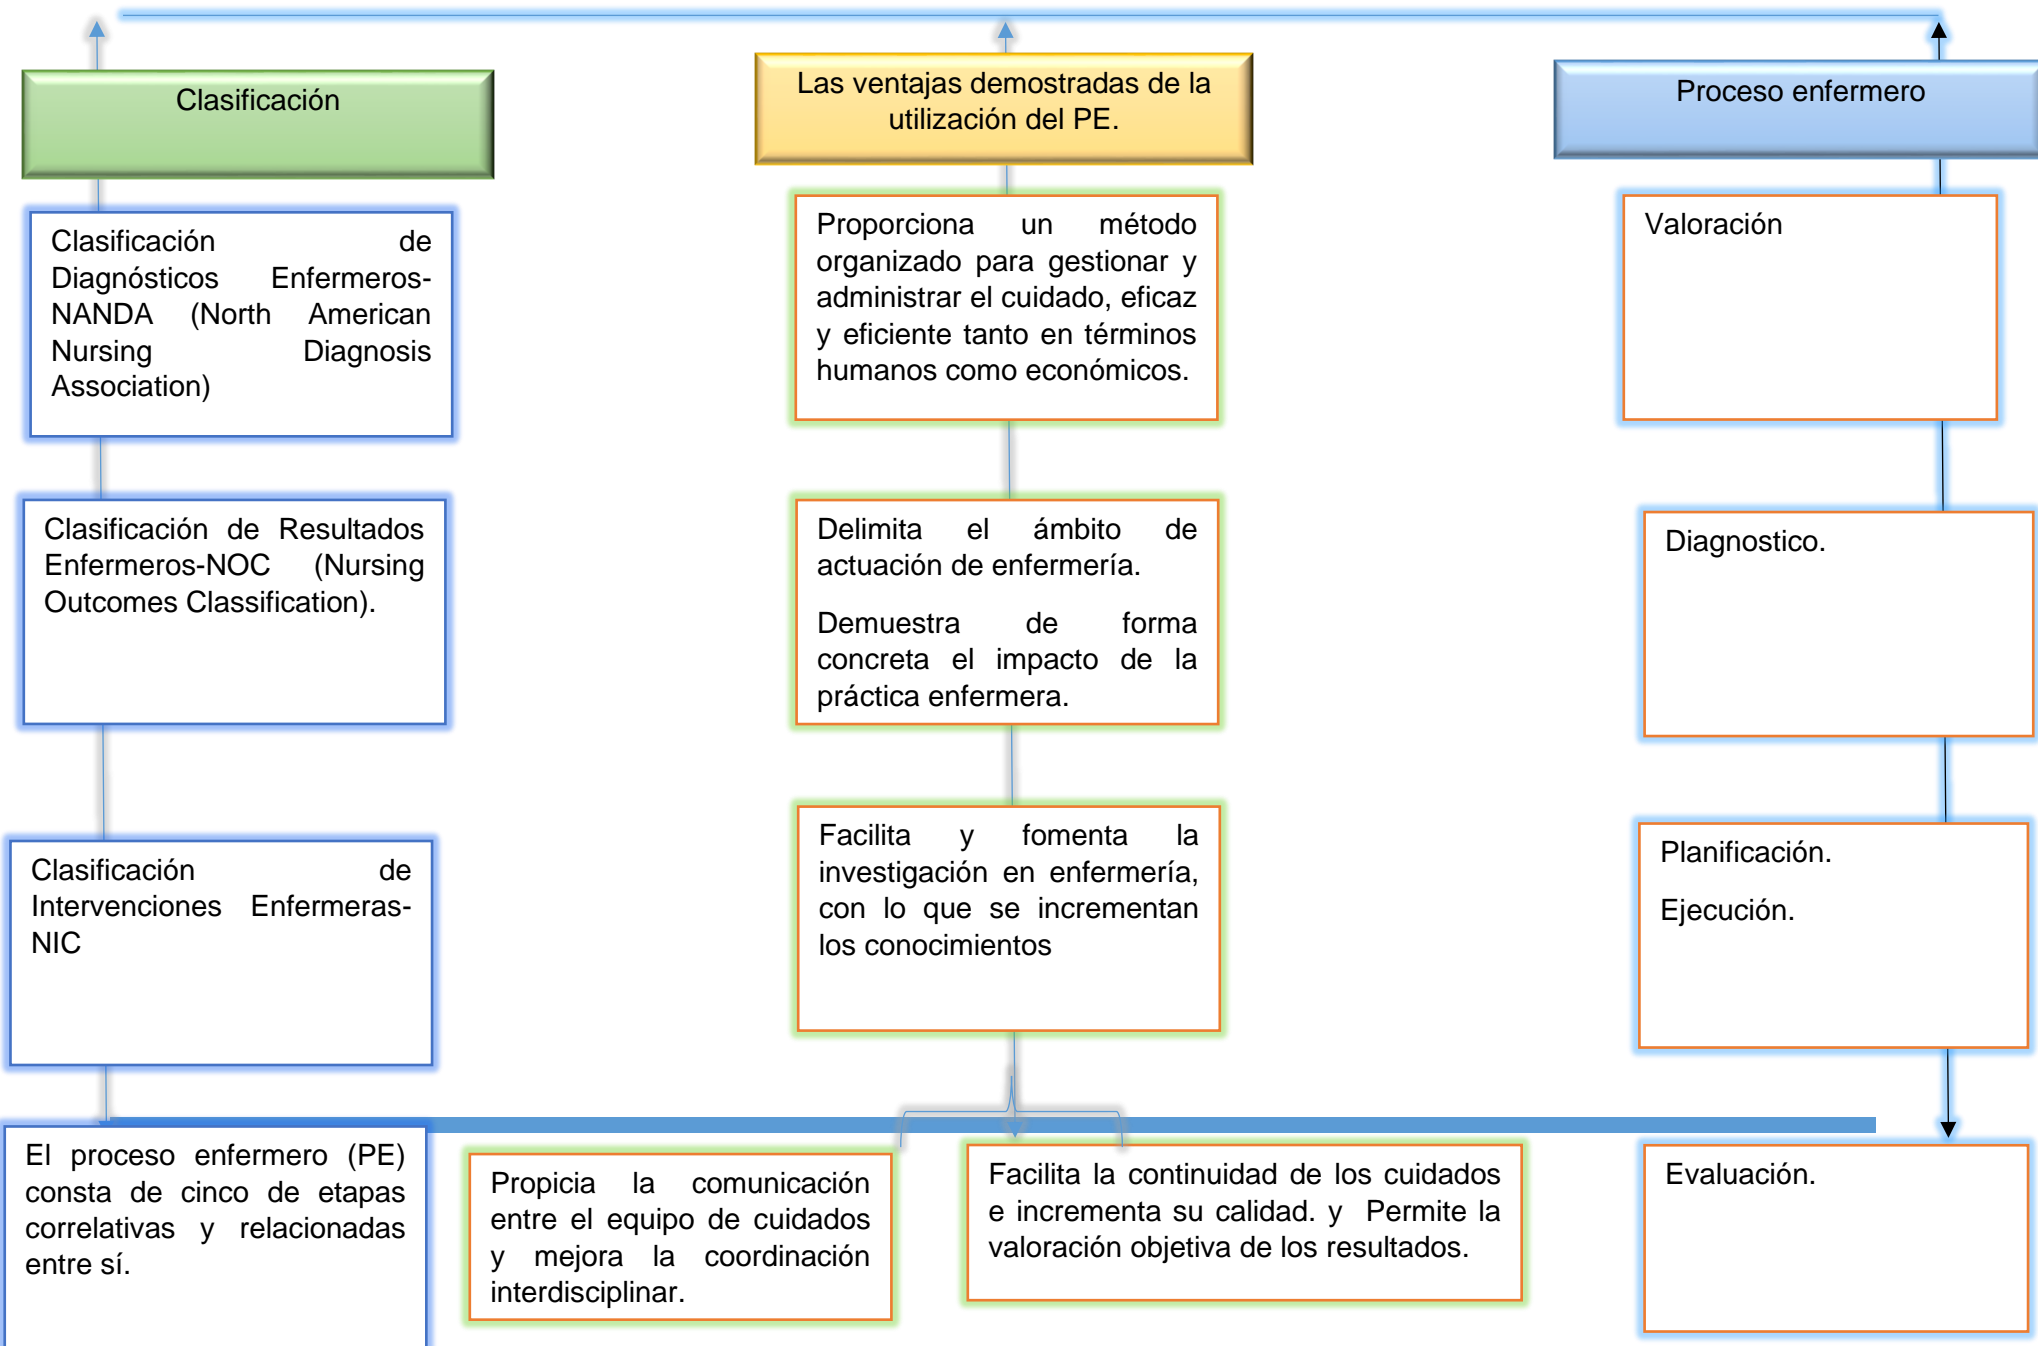 Clasificación
Clasificación de
Diagnósticos Enfermeros-
NANDA (North American
Nursing Diagnosis
Association)
Clasificación de Resultados
Enfermeros-NOC (Nursing
Outcomes Classification).
Clasificación de
Intervenciones Enfermeras-
NIC
El proceso enfermero (PE)
consta de cinco de etapas
correlativas y relacionadas
entre sí.
Las ventajas demostradas de la
utilización del PE.
Proporciona un método
organizado para gestionar y
administrar el cuidado, eficaz
y eficiente tanto en términos
humanos como económicos.
Delimita el ámbito de
actuación de enfermería.
Demuestra de forma
concreta el impacto de la
práctica enfermera.
Facilita y fomenta la
investigación en enfermería,
con lo que se incrementan
los conocimientos
Propicia la comunicación
entre el equipo de cuidados
y mejora la coordinación
interdisciplinar.
Facilita la continuidad de los cuidados
e incrementa su calidad. y Permite la
valoración objetiva de los resultados.
Proceso enfermero
Valoración
Diagnostico.
Planificación.
Ejecución.
Evaluación.